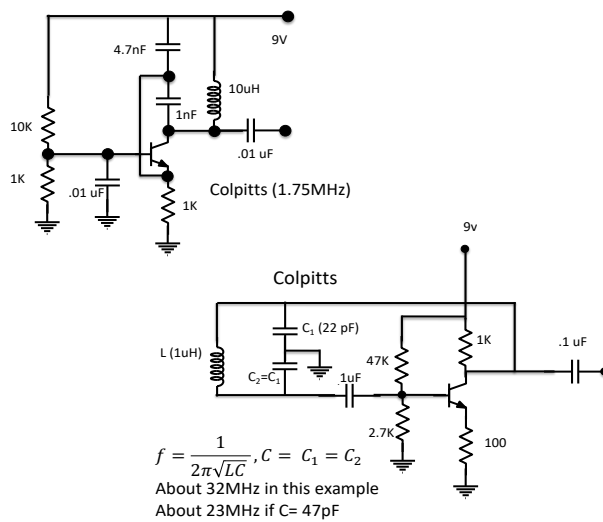 9V
4.7nF
10uH
1nF
10K
.01 uF
1K
.01 uF
1K
Colpitts (1.75MHz)
9v
Colpitts
C₁ (22 pF)
1K
.1 uF
L (1uH)
47K
C₂=C₁
.1uF
2.7K
100
f = 1/(2π√LC), C = C₁ = C₂
About 32MHz in this example
About 23MHz if C= 47pF